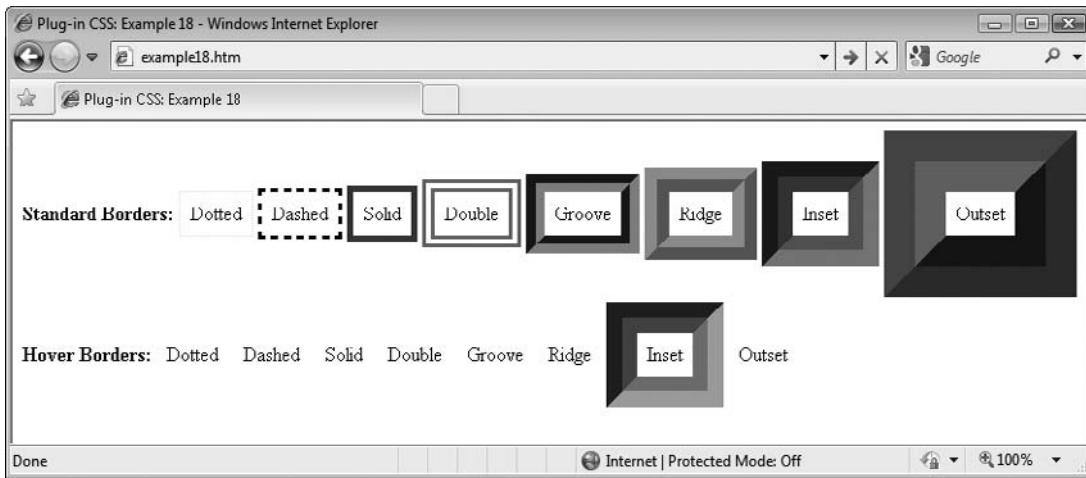 Plug-in CSS: Example 18 - Windows Internet Explorer
example18.htm
Google
Plug-in CSS: Example 18
Standard Borders: Dotted Dashed Solid Double Groove Ridge Inset Outset
Hover Borders: Dotted Dashed Solid Double Groove Ridge Inset Outset
Done
Internet | Protected Mode: Off
100%